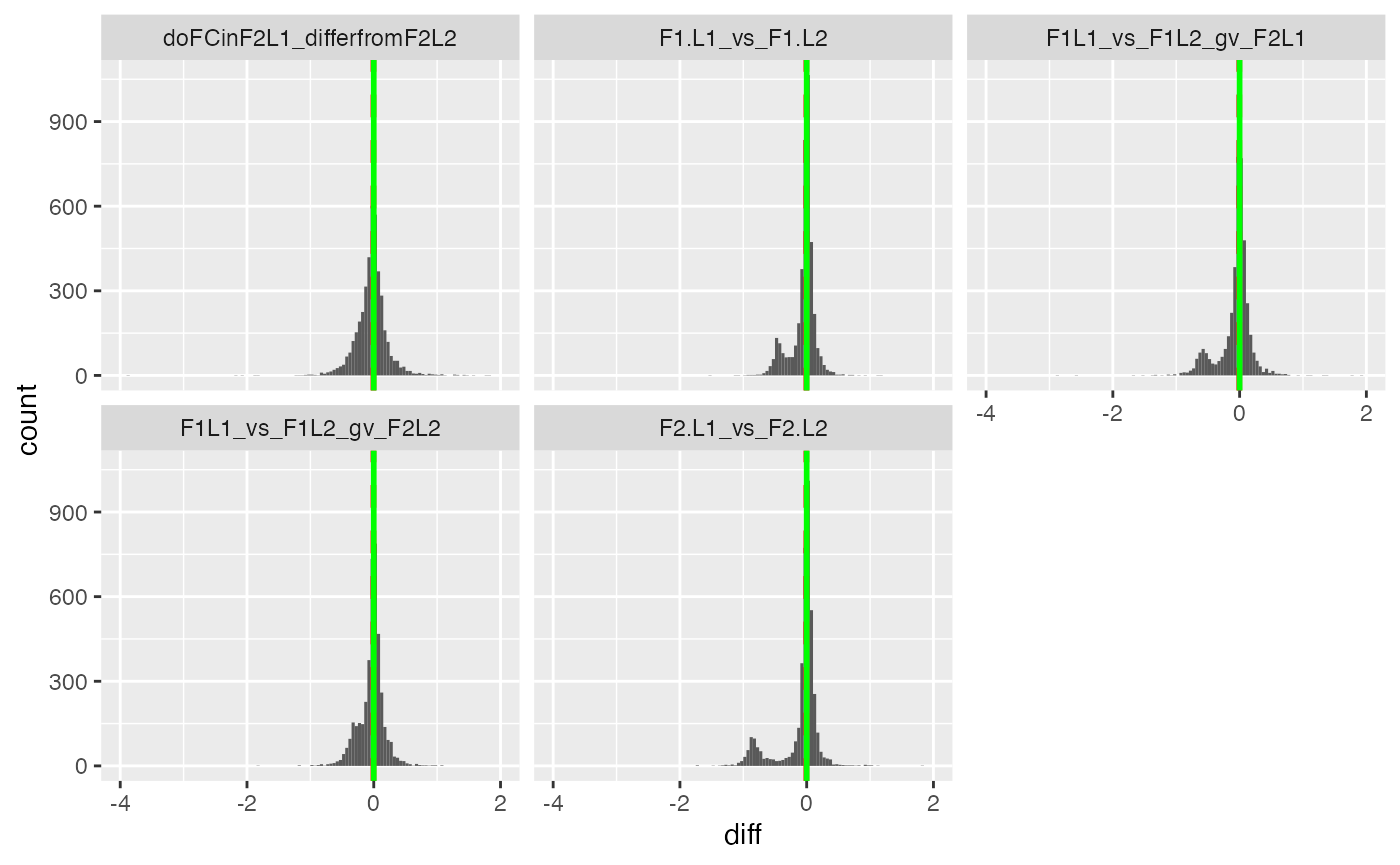 doFCinF2L1_differfromF2L2
F1.L1_vs_F1.L2
F1L1_vs_F1L2_gv_F2L1
900
600
300
0
-4 -2 0 2
F1L1_vs_F1L2_gv_F2L2
F2.L1_vs_F2.L2
900
600
300
0
-4 -2 0 2
-4 -2 0 2
count
diff